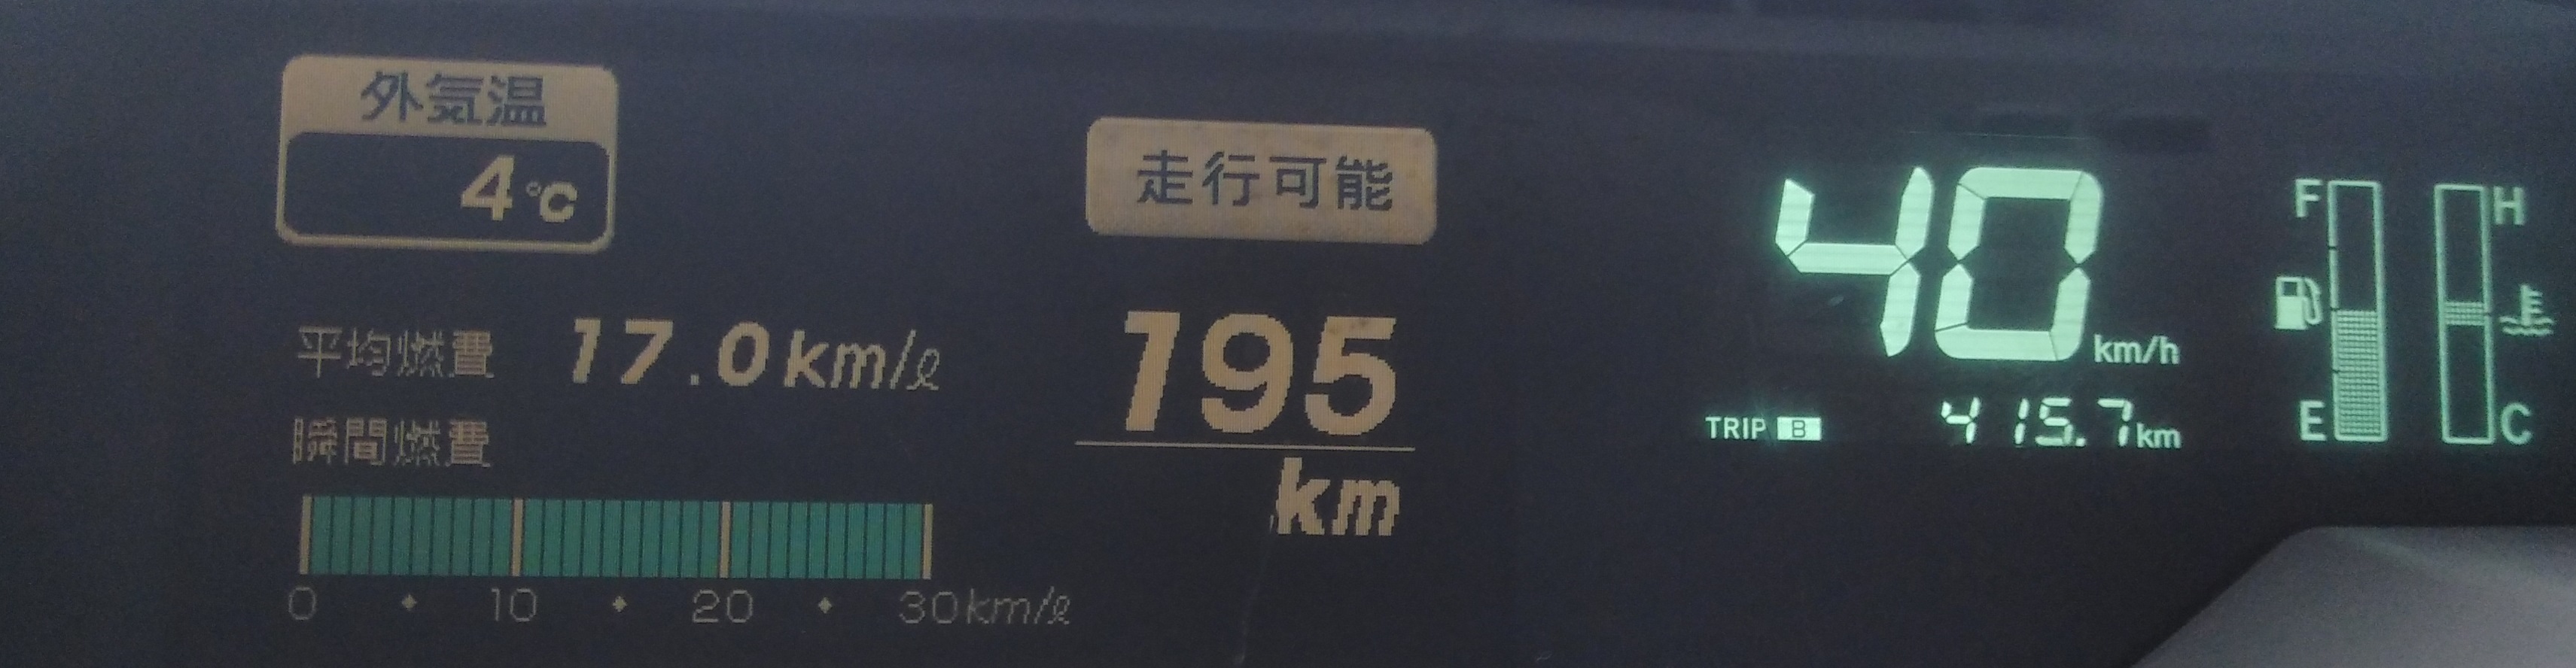 外気温
4℃
走行可能
195
km
平均燃費 17.0km/ℓ
瞬間燃費
0 10 20 30km/ℓ
40 km/h
TRIP B 415.7km
F
E
H
C